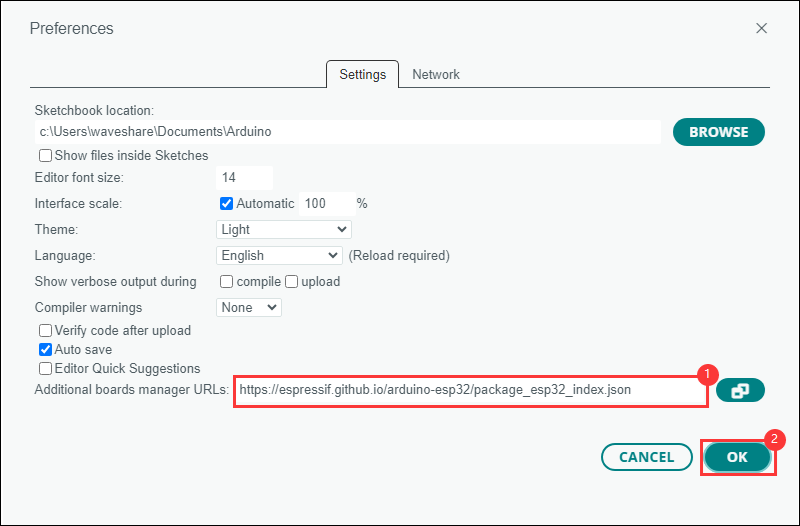 Preferences
Settings Network
Sketchbook location:
c:\Users\waveshare\Documents\Arduino BROWSE
Show files inside Sketches
Editor font size: 14
Interface scale: Automatic 100 %
Theme: Light
Language: English (Reload required)
Show verbose output during compile upload
Compiler warnings None
Verify code after upload
Auto save
Editor Quick Suggestions
1
Additional boards manager URLs: https://espressif.github.io/arduino-esp32/package_esp32_index.json
2
CANCEL OK